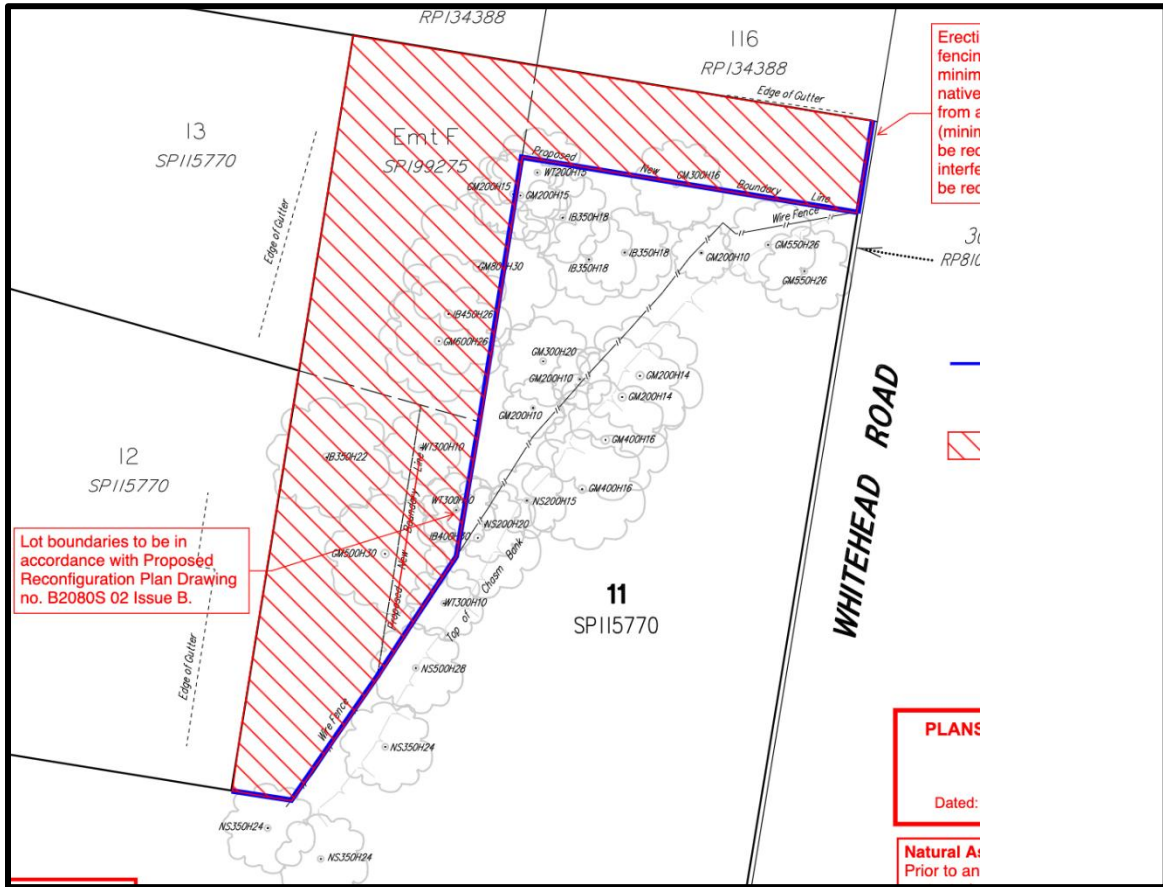 RP134388
116
RP134388
Edge of Gutter
Erecti
fencin
minim
native
from a
(minin
be rec
interfe
be rec
13
SP115770
Edge of Gutter
Emt F
SP199275
Proposed New Boundary Line
WT200H15
GM300H16
GM200H15
GM200H15
Wire Fence
IB350H18
GM550H26
IB350H18
GM200H10
IB350H18
GM550H26
GM800H30
RP810
IB450H26
GM600H26
GM300H20
GM200H10
GM200H14
GM200H14
GM200H10
GM400H16
12
SP115770
IB350H22
WT300H10
GM400H16
NS200H15
NS200H20
GM500H30
Proposed New Boundary Line
Lot boundaries to be in
accordance with Proposed
Reconfiguration Plan Drawing
no. B2080S 02 Issue B.
WT300H10
Top of Chasm Bank
11
SP115770
WHITEHEAD ROAD
Edge of Gutter
NS500H28
Wire Fence
NS350H24
NS350H24
NS350H24
PLANS
Dated:
Natural As
Prior to an